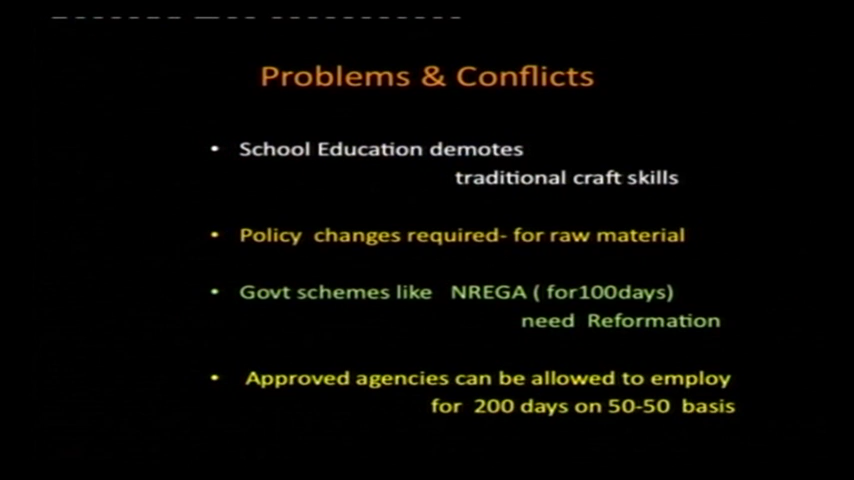 Problems & Conflicts
• School Education demotes
traditional craft skills
• Policy changes required- for raw material
• Govt schemes like NREGA ( for100days)
need Reformation
• Approved agencies can be allowed to employ
for 200 days on 50-50 basis